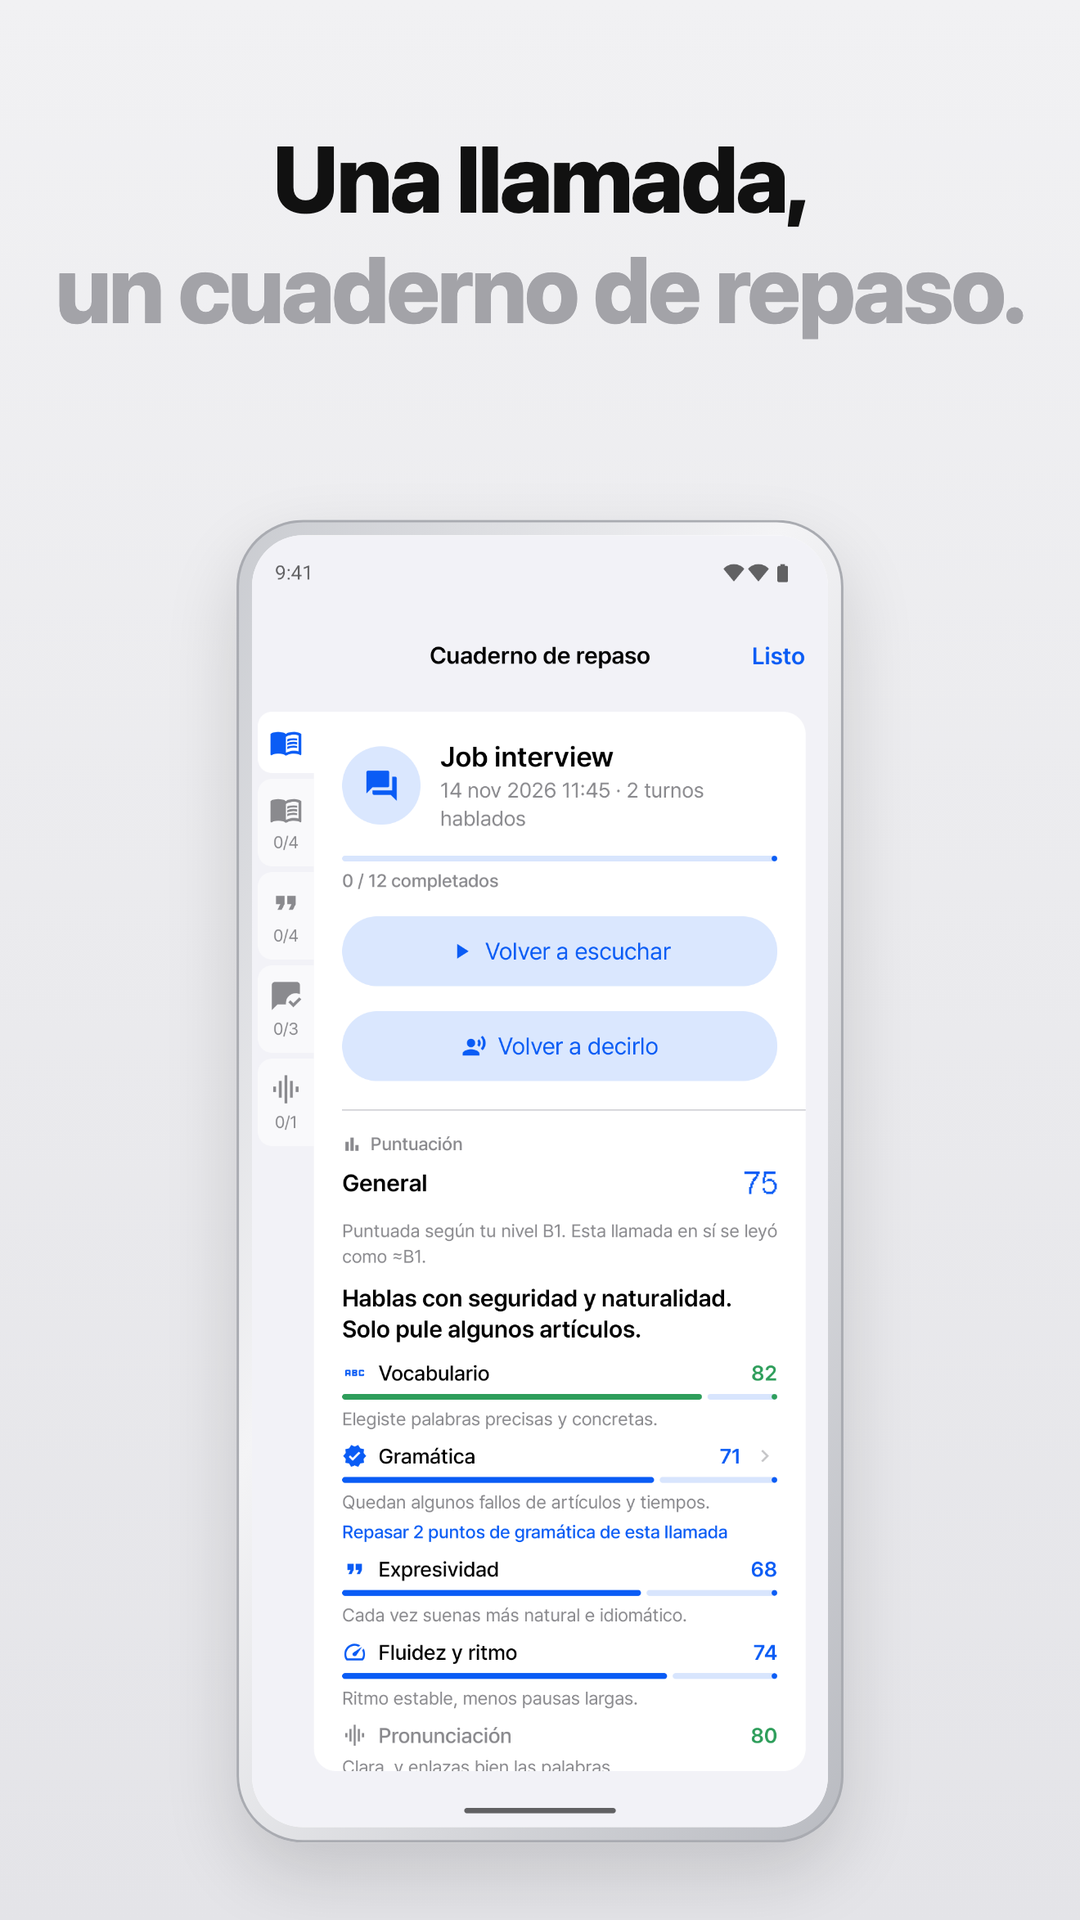 Una llamada,
un cuaderno de repaso.
9:41
Cuaderno de repaso
Listo
Job interview
14 nov 2026 11:45 · 2 turnos
hablados
0 / 12 completados
0/4
0/4
0/3
0/1
Volver a escuchar
Volver a decirlo
Puntuación
General 75
Puntuada según tu nivel B1. Esta llamada en sí se leyó
como ≈B1.
Hablas con seguridad y naturalidad.
Solo pule algunos artículos.
ABC Vocabulario 82
Elegiste palabras precisas y concretas.
Gramática 71
Quedan algunos fallos de artículos y tiempos.
Repasar 2 puntos de gramática de esta llamada
Expresividad 68
Cada vez suenas más natural e idiomático.
Fluidez y ritmo 74
Ritmo estable, menos pausas largas.
Pronunciación 80
Clara, y enlazas bien las palabras